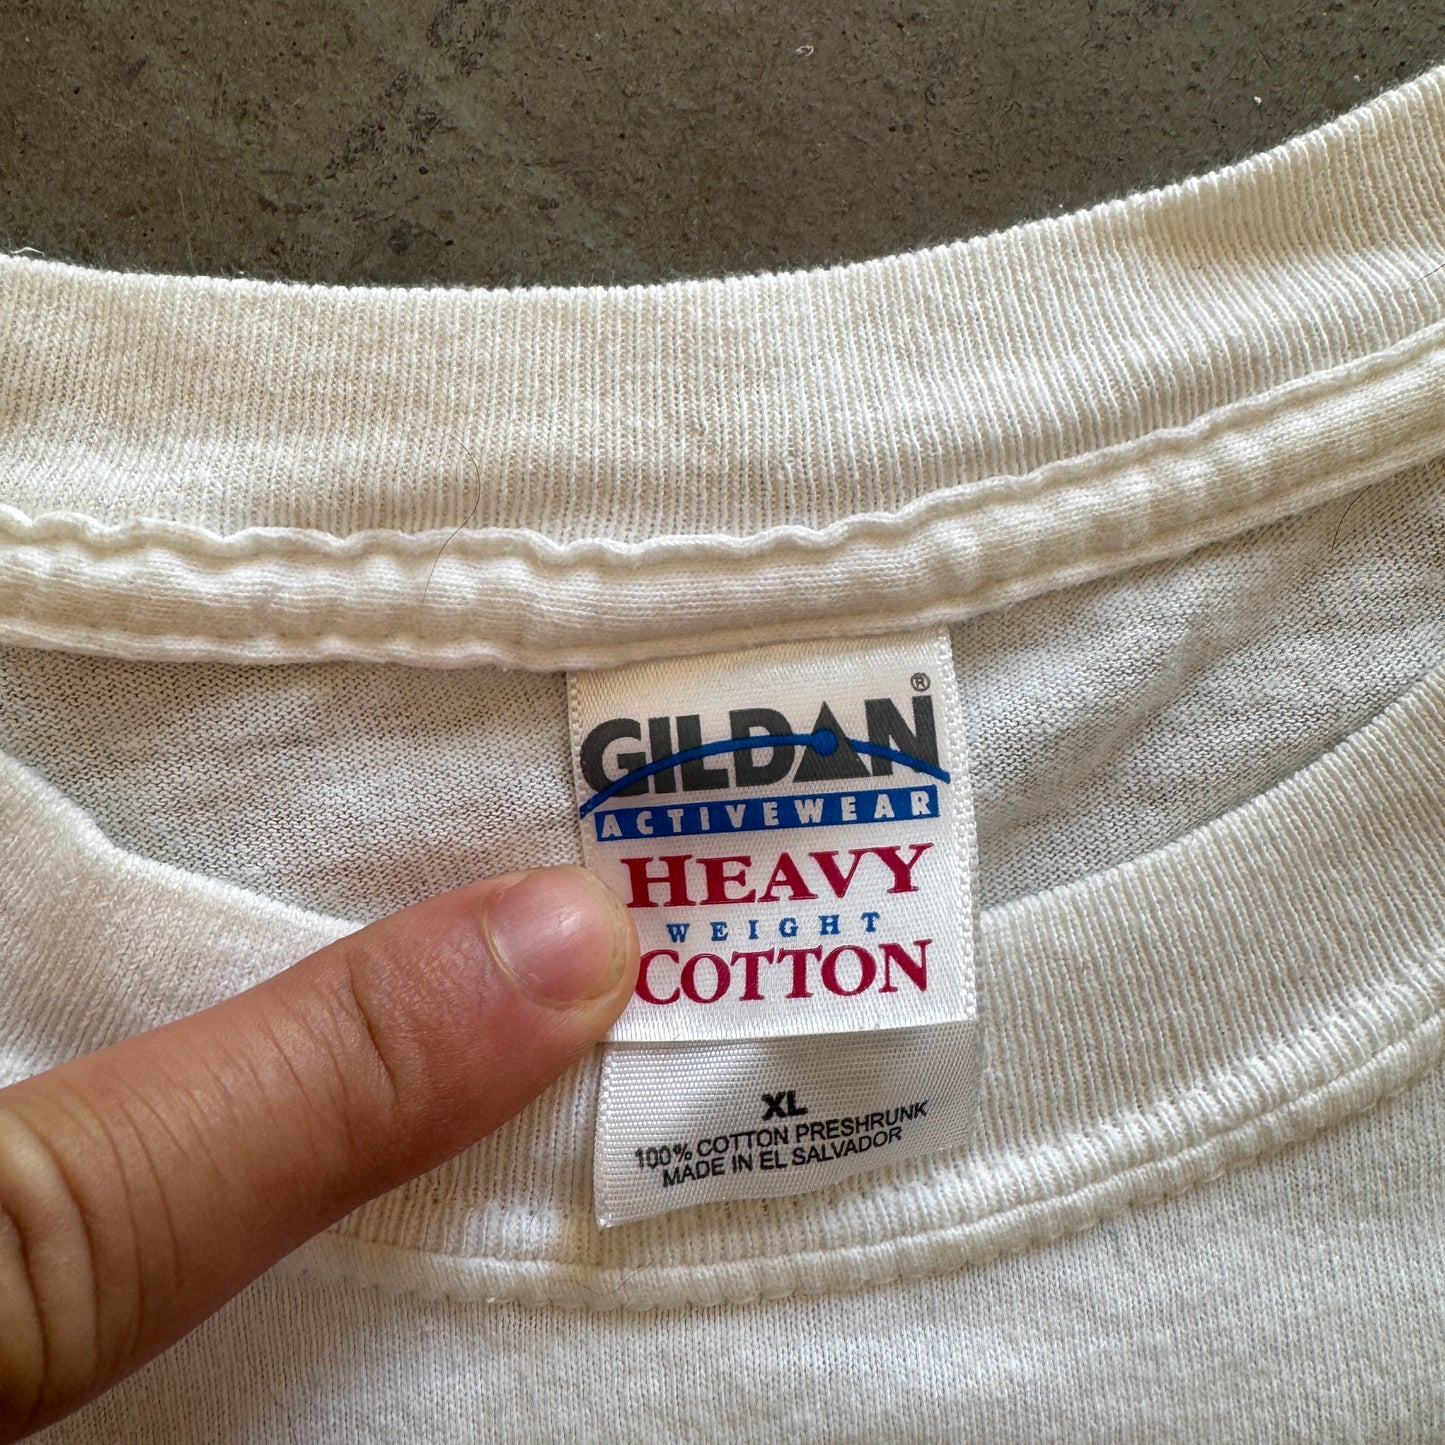 GILDAN®
ACTIVEWEAR
HEAVY
WEIGHT
COTTON
XL
100% COTTON PRESHRUNK
MADE IN EL SALVADOR